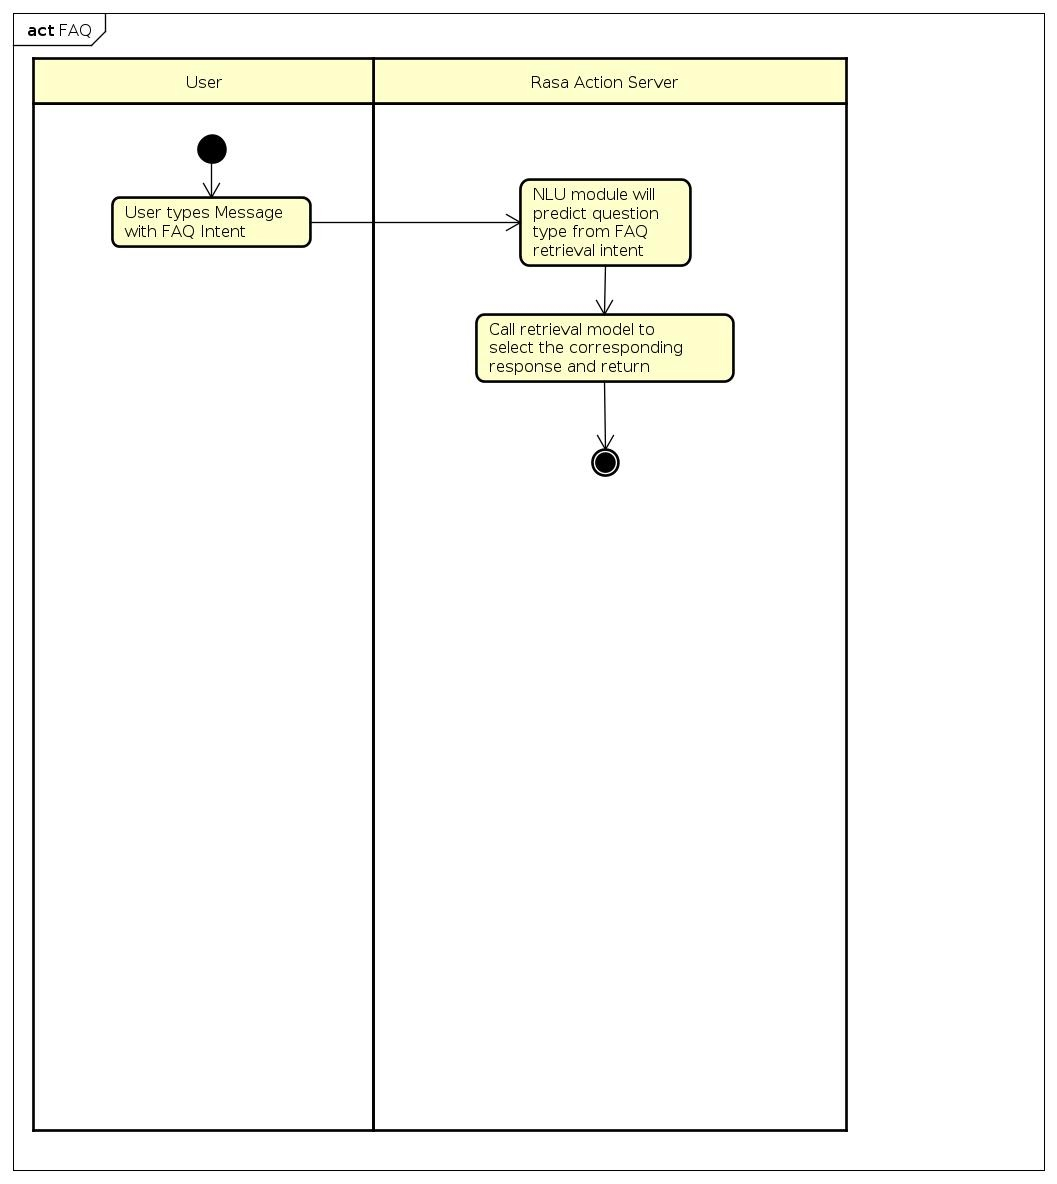 act FAQ
User
Rasa Action Server
User types Message
with FAQ Intent
NLU module will
predict question
type from FAQ
retrieval intent
Call retrieval model to
select the corresponding
response and return